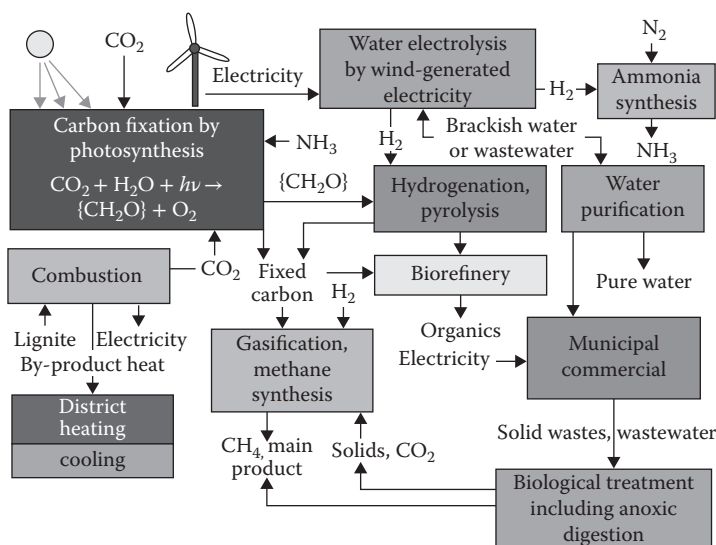 CO₂
Electricity
Water electrolysis
by wind-generated
electricity
H₂
N₂
Ammonia
synthesis
Carbon fixation by
photosynthesis
CO₂ + H₂O + hν →
{CH₂O} + O₂
NH₃
{CH₂O}
H₂
Brackish water
or wastewater
NH₃
Hydrogenation,
pyrolysis
Water
purification
Combustion
CO₂
Fixed
carbon
H₂
Biorefinery
Pure water
Lignite
Electricity
By-product heat
Gasification,
methane
synthesis
Organics
Electricity
Municipal
commercial
District
heating
cooling
CH₄, main
product
Solids, CO₂
Solid wastes, wastewater
Biological treatment
including anoxic
digestion